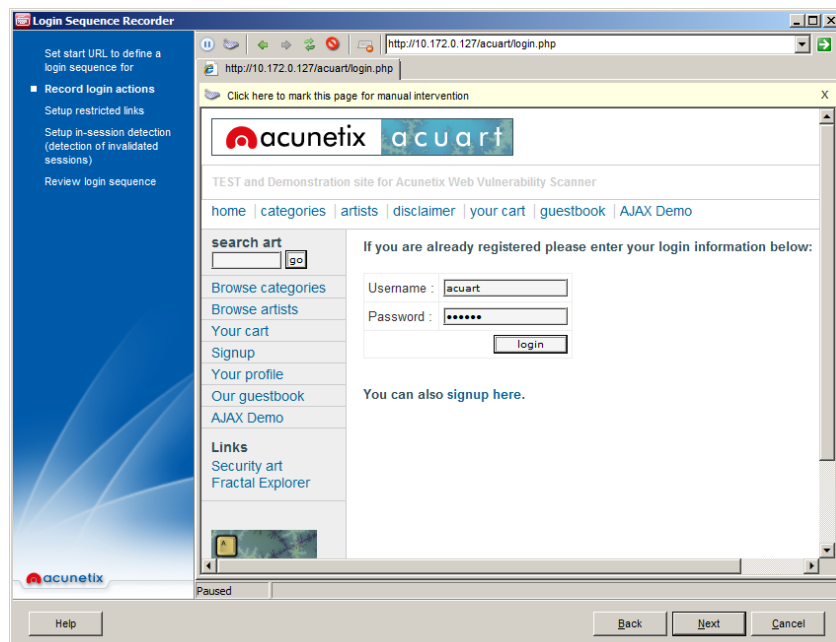 Login Sequence Recorder
Set start URL to define a
login sequence for
Record login actions
Setup restricted links
Setup in-session detection
(detection of invalidated
sessions)
Review login sequence
acunetix
http://10.172.0.127/acuart/login.php
http://10.172.0.127/acuart/login.php
Click here to mark this page for manual intervention
X
acunetix acuart
TEST and Demonstration site for Acunetix Web Vulnerability Scanner
home | categories | artists | disclaimer | your cart | guestbook | AJAX Demo
search art
go
Browse categories
Browse artists
Your cart
Signup
Your profile
Our guestbook
AJAX Demo
Links
Security art
Fractal Explorer
A
If you are already registered please enter your login information below:
Username : acuart
Password : ••••••
login
You can also signup here.
Paused
Help
Back
Next
Cancel